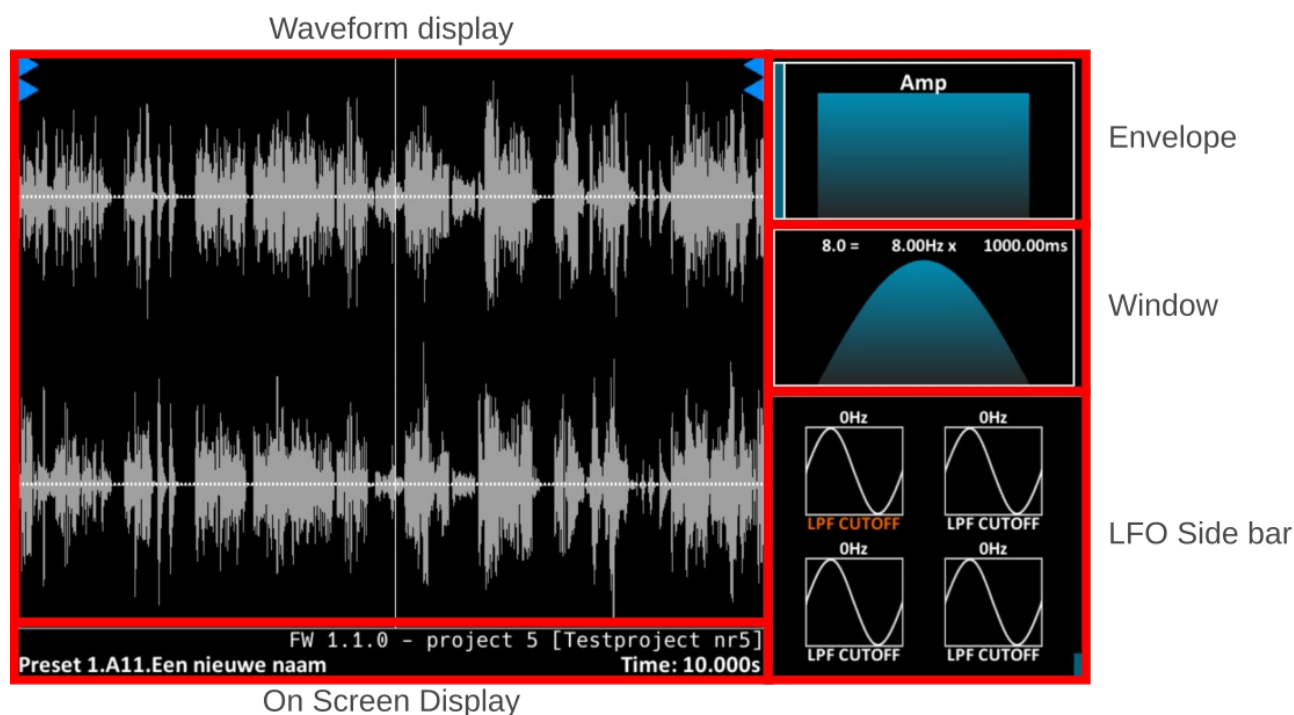 Waveform display
Amp
Envelope
8.0 = 8.00Hz x 1000.00ms
Window
0Hz 0Hz
LPF CUTOFF LPF CUTOFF
LFO Side bar
0Hz 0Hz
LPF CUTOFF LPF CUTOFF
FW 1.1.0 – project 5 [Testproject nr5]
Preset 1.A11.Een nieuwe naam Time: 10.000s
On Screen Display